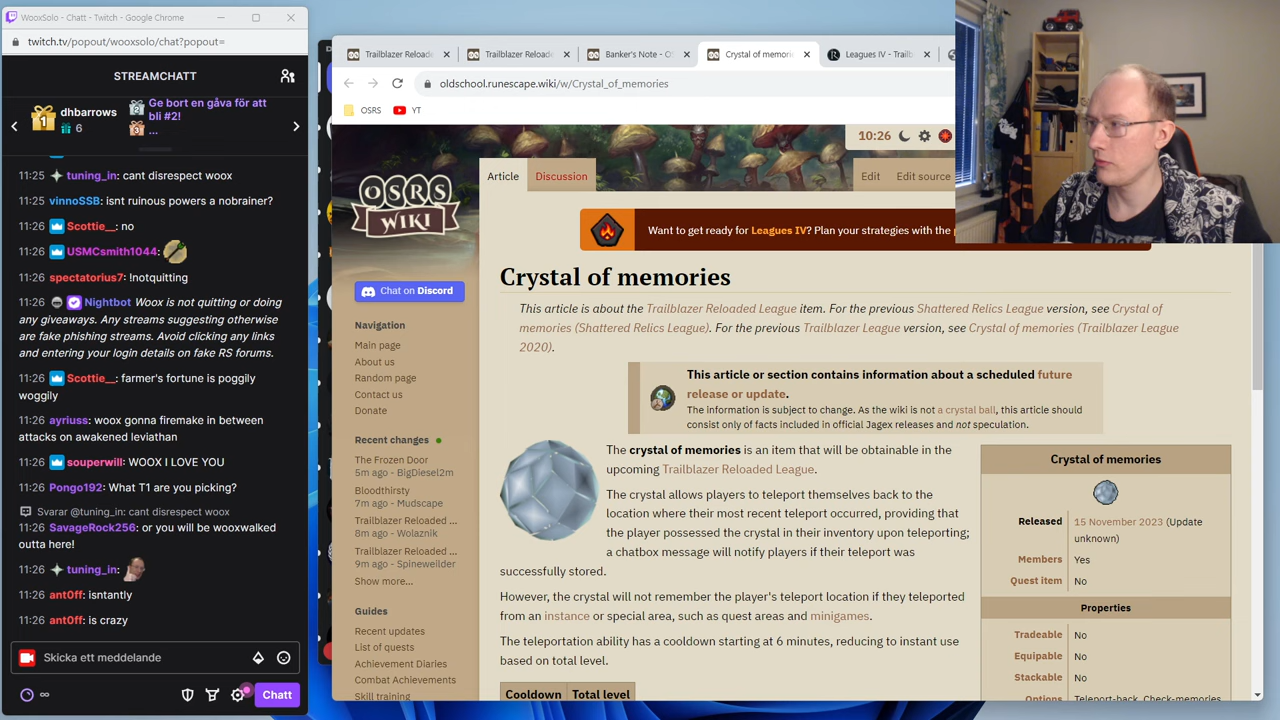 WooxSolo - Chatt - Twitch - Google Chrome
twitch.tv/popout/wooxsolo/chat?popout=
STREAMCHATT
1
dhbarrows
6
Ge bort en gåva för att
bli #2!
...
11:25 tuning_in: cant disrespect woox
11:25 vinnoSSB: isnt ruinous powers a nobrainer?
Scottie__: no
11:26 USMCsmith1044:
spectatorius7: !notquitting
11:26 Nightbot Woox is not quitting or doing
any giveaways. Any streams suggesting otherwise
are fake phishing streams. Avoid clicking any links
and entering your login details on fake RS forums.
11:26 Scottie__: farmer's fortune is poggily
woggily
11:26 ayriuss: woox gonna firemake in between
attacks on awakened leviathan
11:26 souperwill: WOOX I LOVE YOU
11:26 Pongo192: What T1 are you picking?
Svarar @tuning_in: cant disrespect woox
11:26 SavageRock256: or you will be wooxwalked
outta here!
11:26 tuning_in:
11:26 ant0ff: isntantly
11:26 ant0ff: is crazy
Skicka ett meddelande
∞
Chatt
Trailblazer Reloade
Trailblazer Reloade
Banker's Note - O
Crystal of memorie
Leagues IV - Trailb
oldschool.runescape.wiki/w/Crystal_of_memories
OSRS
YT
OSRS
WIKI
10:26
Article
Discussion
Edit
Edit source
Want to get ready for Leagues IV? Plan your strategies with the
Chat on Discord
Navigation
Main page
About us
Random page
Contact us
Donate
Recent changes
The Frozen Door
5m ago - BigDiesel2m
Bloodthirsty
7m ago - Mudscape
Trailblazer Reloaded ...
8m ago - Wolaznik
Trailblazer Reloaded ...
9m ago - Spineweilder
Show more...
Guides
Recent updates
List of quests
Achievement Diaries
Combat Achievements
Skill training
Crystal of memories
This article is about the Trailblazer Reloaded League item. For the previous Shattered Relics League version, see Crystal of
memories (Shattered Relics League). For the previous Trailblazer League version, see Crystal of memories (Trailblazer League
2020).
This article or section contains information about a scheduled future
release or update.
The information is subject to change. As the wiki is not a crystal ball, this article should
consist only of facts included in official Jagex releases and not speculation.
The crystal of memories is an item that will be obtainable in the
upcoming Trailblazer Reloaded League.
The crystal allows players to teleport themselves back to the
location where their most recent teleport occurred, providing that
the player possessed the crystal in their inventory upon teleporting;
a chatbox message will notify players if their teleport was
successfully stored.
However, the crystal will not remember the player's teleport location if they teleported
from an instance or special area, such as quest areas and minigames.
The teleportation ability has a cooldown starting at 6 minutes, reducing to instant use
based on total level.
Cooldown Total level
Crystal of memories
Released 15 November 2023 (Update
unknown)
Members Yes
Quest item No
Properties
Tradeable No
Equipable No
Stackable No
Options Teleport-back, Check-memories